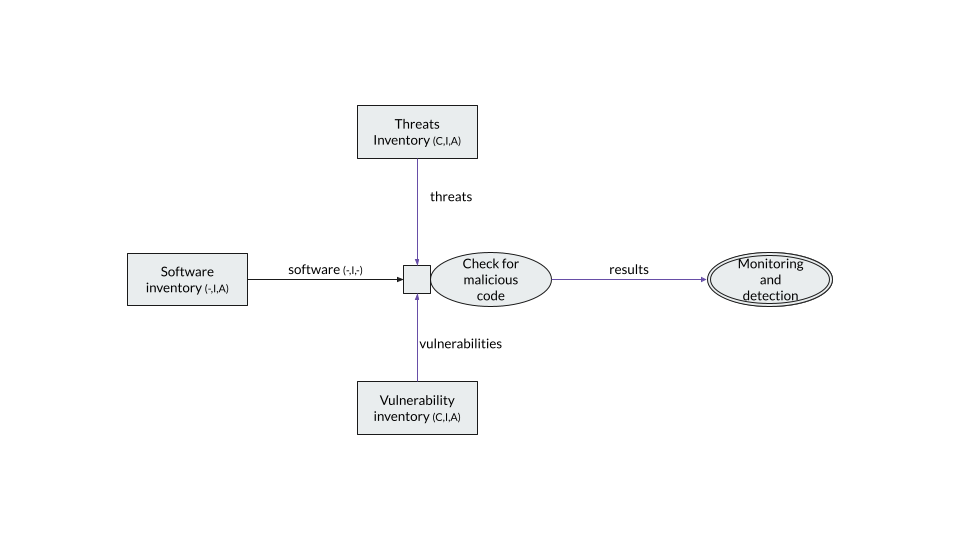 Threats
Inventory (C,I,A)
threats
Software
inventory (-,I,A)
software (-,I,-)
Check for
malicious
code
results
Monitoring
and
detection
vulnerabilities
Vulnerability
inventory (C,I,A)